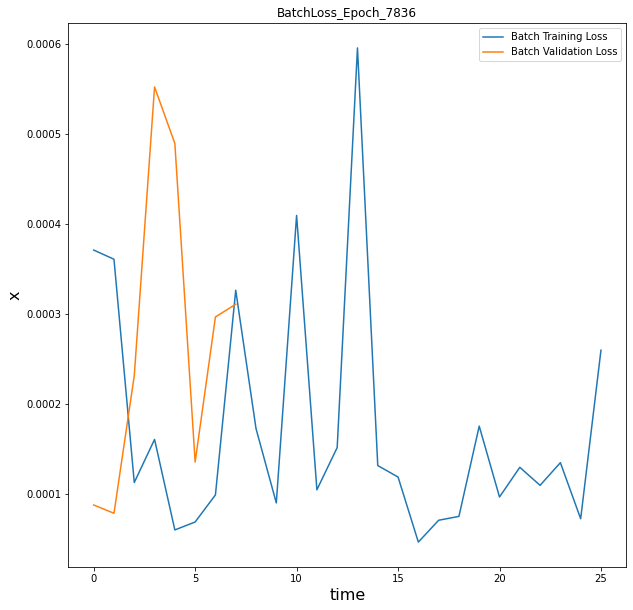 BatchLoss_Epoch_7836
Batch Training Loss
Batch Validation Loss
0.0006
0.0005
0.0004
0.0003
0.0002
0.0001
x
0 5 10 15 20 25
time